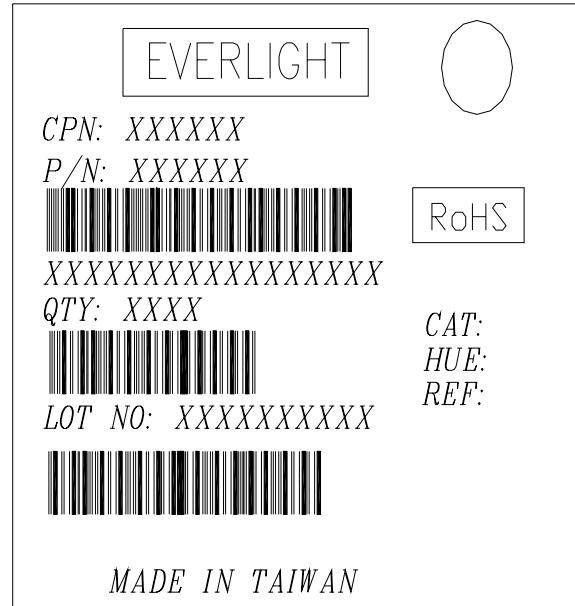 EVERLIGHT
CPN: XXXXXX
P/N: XXXXXX
RoHS
XXXXXXXXXXXXXXXXX
QTY: XXXX
CAT:
HUE:
REF:
LOT NO: XXXXXXXXXX
MADE IN TAIWAN